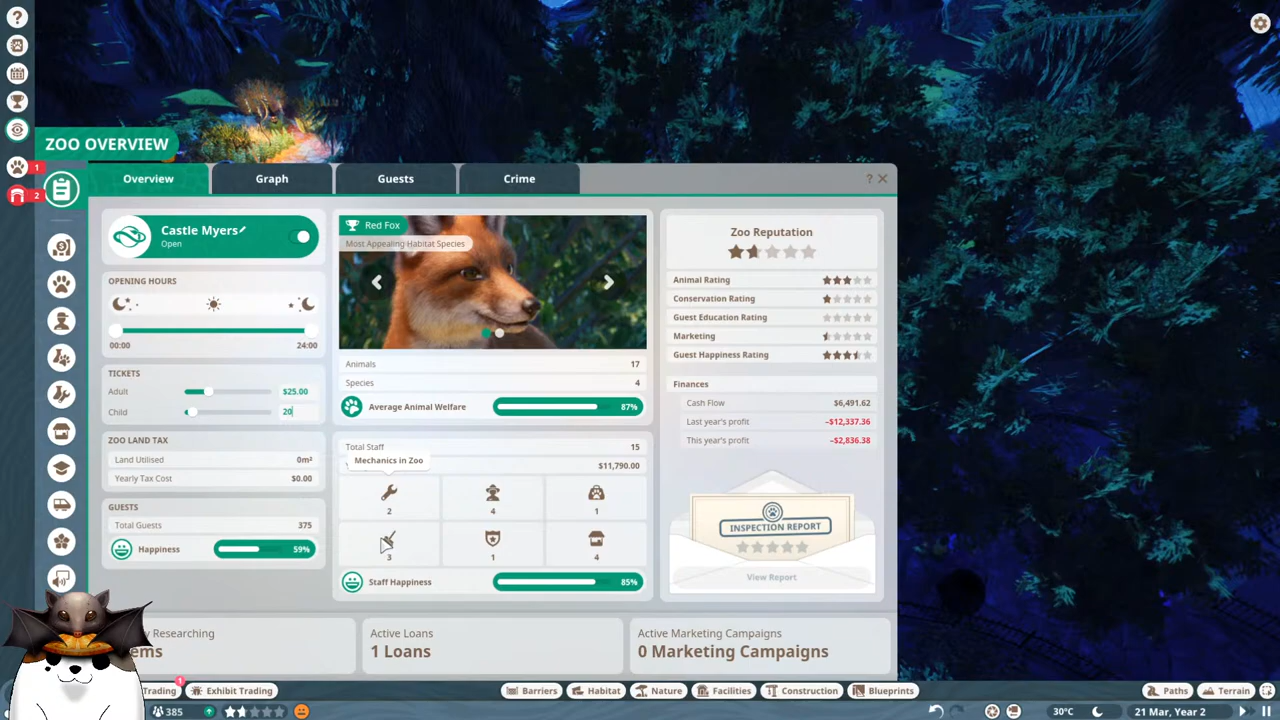 ZOO OVERVIEW
1
2
Overview
Graph
Guests
Crime
?
Castle Myers
Open
OPENING HOURS
00:00
24:00
TICKETS
Adult
$25.00
Child
20
ZOO LAND TAX
Land Utilised
0m²
Yearly Tax Cost
$0.00
GUESTS
Total Guests
375
Happiness
59%
Red Fox
Most Appealing Habitat Species
Animals
17
Species
4
Average Animal Welfare
87%
Total Staff
15
Mechanics in Zoo
$11,790.00
2
4
1
3
1
4
Staff Happiness
85%
Zoo Reputation
Animal Rating
Conservation Rating
Guest Education Rating
Marketing
Guest Happiness Rating
Finances
Cash Flow
$6,491.62
Last year's profit
-$12,337.36
This year's profit
-$2,836.38
INSPECTION REPORT
View Report
Researching
Active Loans
1 Loans
Active Marketing Campaigns
0 Marketing Campaigns
Trading
1
Exhibit Trading
Barriers
Habitat
Nature
Facilities
Construction
Blueprints
Paths
Terrain
385
30°C
21 Mar, Year 2